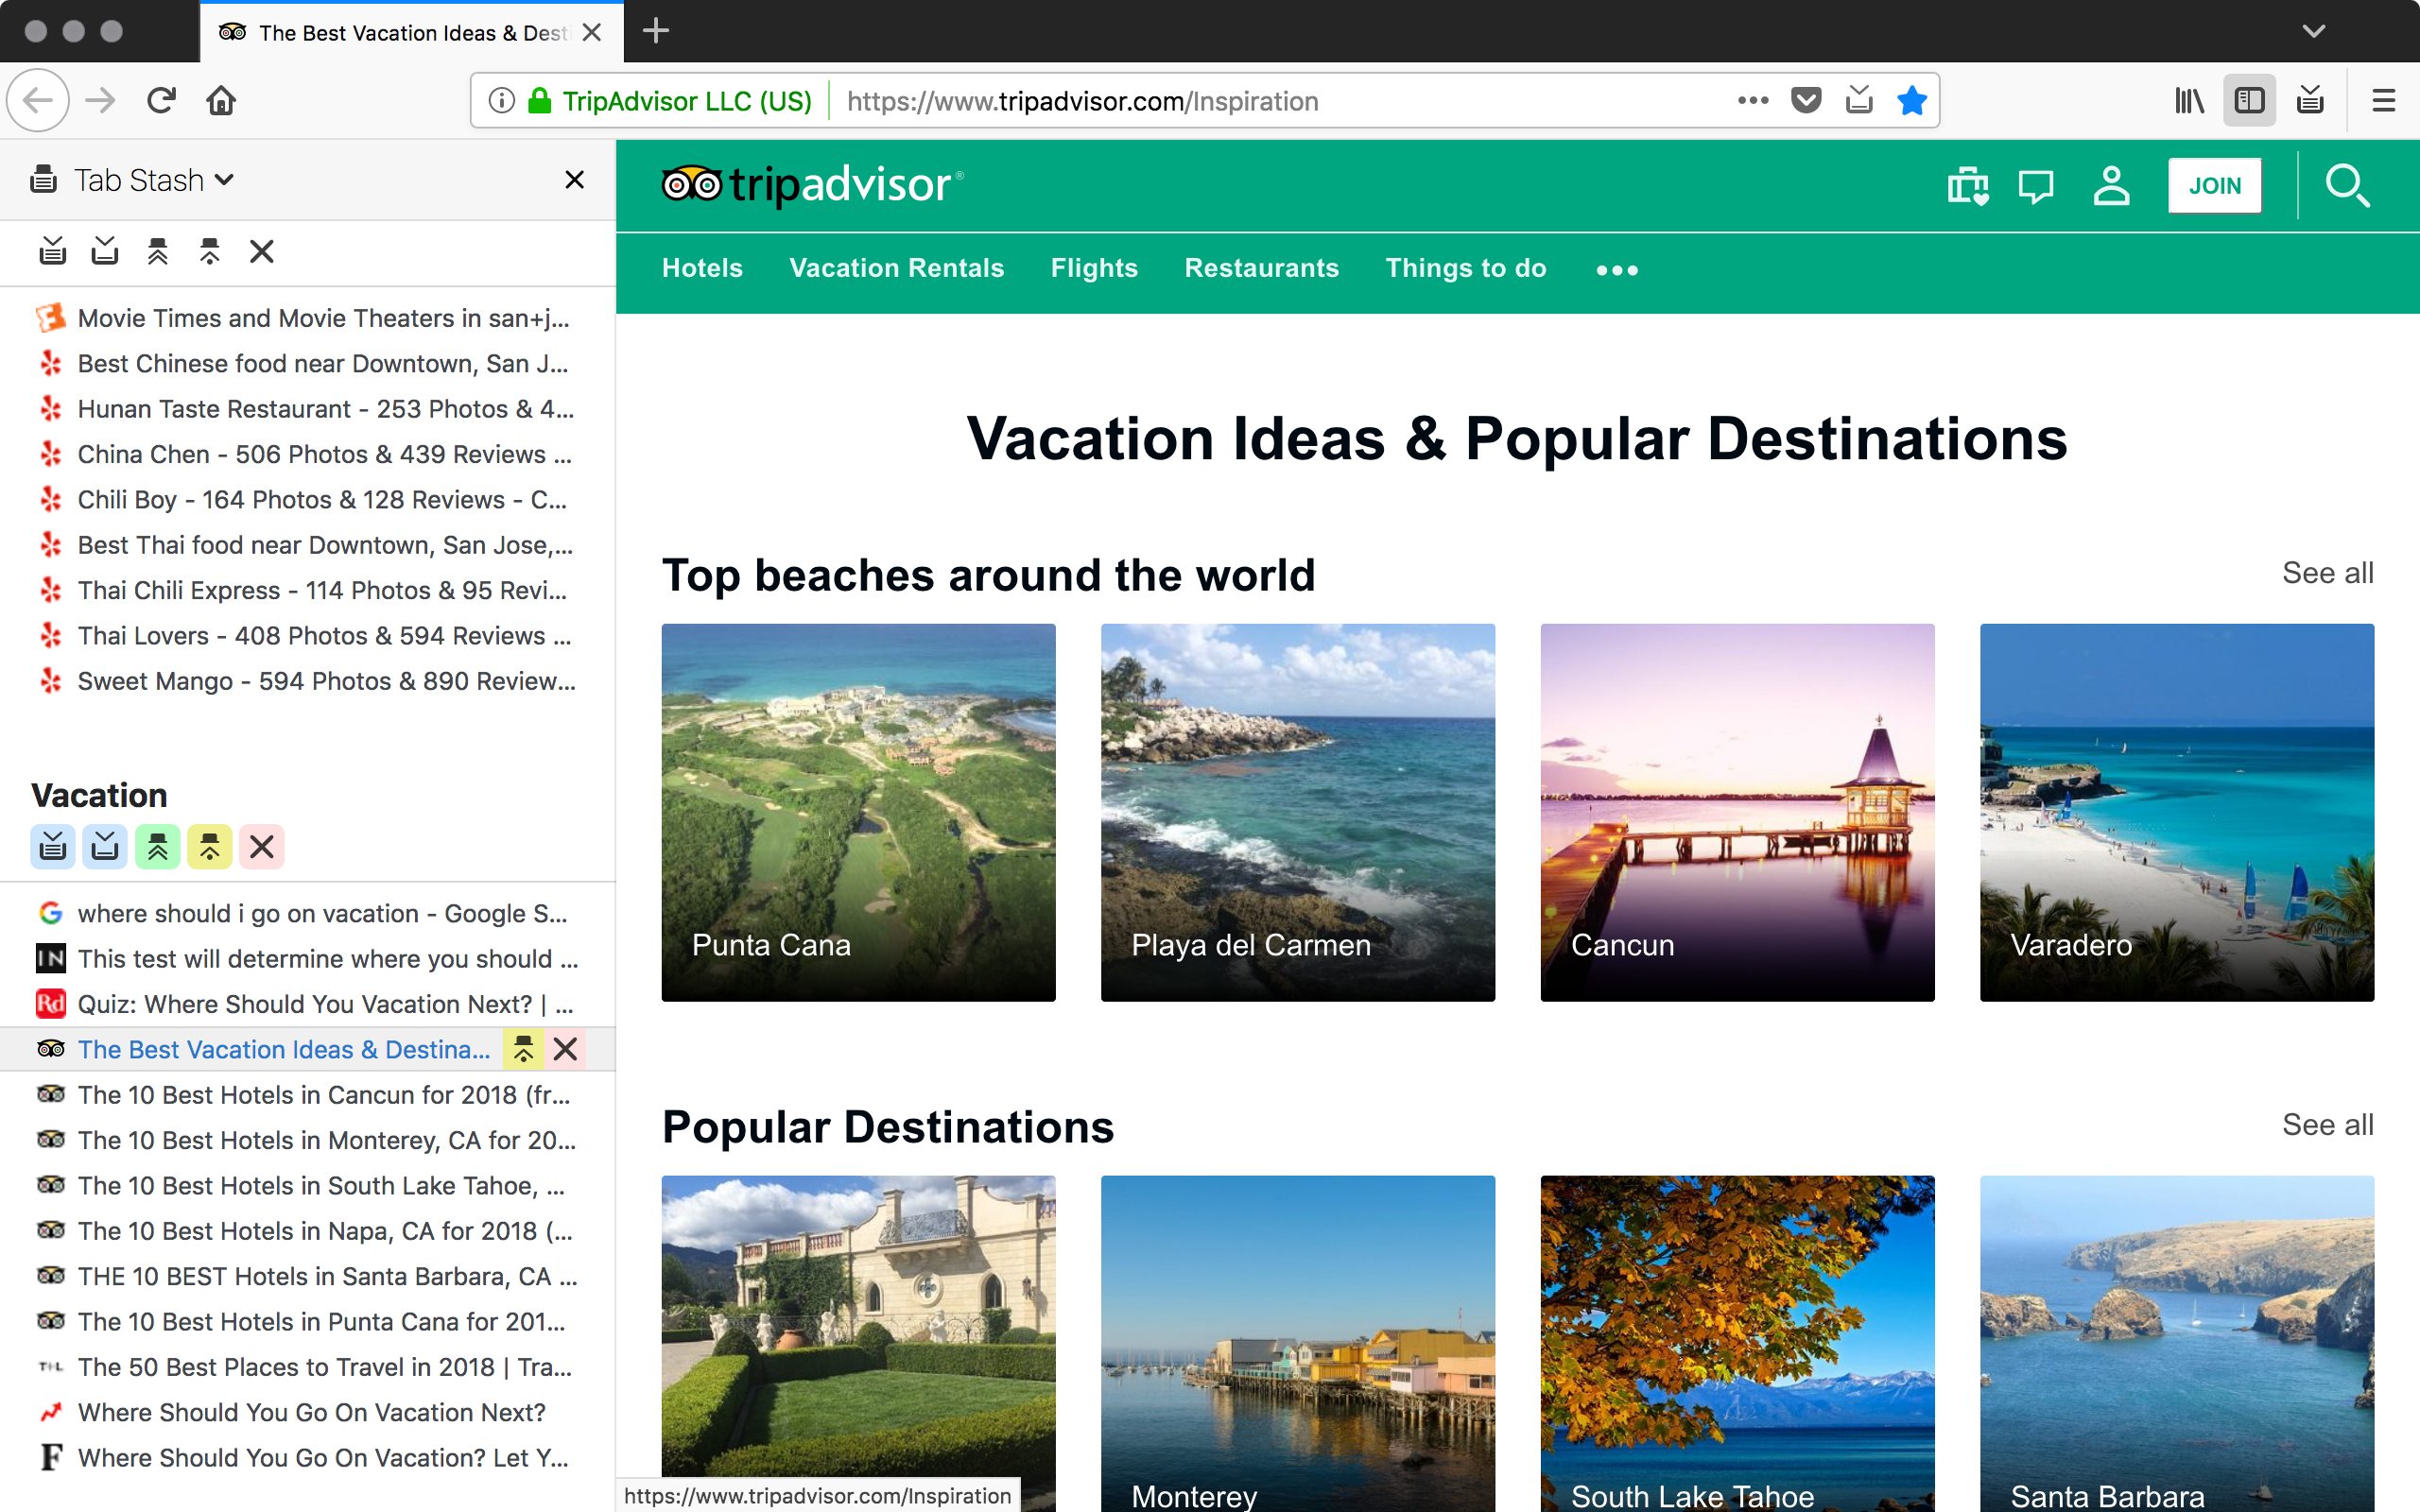 The Best Vacation Ideas & Dest
TripAdvisor LLC (US)
https://www.tripadvisor.com/Inspiration
Tab Stash
Movie Times and Movie Theaters in san+j...
Best Chinese food near Downtown, San J...
Hunan Taste Restaurant - 253 Photos & 4...
China Chen - 506 Photos & 439 Reviews ...
Chili Boy - 164 Photos & 128 Reviews - C...
Best Thai food near Downtown, San Jose,...
Thai Chili Express - 114 Photos & 95 Revi...
Thai Lovers - 408 Photos & 594 Reviews ...
Sweet Mango - 594 Photos & 890 Review...
Vacation
where should i go on vacation - Google S...
IN
This test will determine where you should ...
Rd
Quiz: Where Should You Vacation Next? | ...
The Best Vacation Ideas & Destina...
The 10 Best Hotels in Cancun for 2018 (fr...
The 10 Best Hotels in Monterey, CA for 20...
The 10 Best Hotels in South Lake Tahoe, ...
The 10 Best Hotels in Napa, CA for 2018 (...
THE 10 BEST Hotels in Santa Barbara, CA ...
The 10 Best Hotels in Punta Cana for 201...
T+L
The 50 Best Places to Travel in 2018 | Tra...
Where Should You Go On Vacation Next?
F
Where Should You Go On Vacation? Let Y...
tripadvisor®
JOIN
Hotels
Vacation Rentals
Flights
Restaurants
Things to do
Vacation Ideas & Popular Destinations
Top beaches around the world
See all
Punta Cana
Playa del Carmen
Cancun
Varadero
Popular Destinations
See all
Monterey
South Lake Tahoe
Santa Barbara
https://www.tripadvisor.com/Inspiration